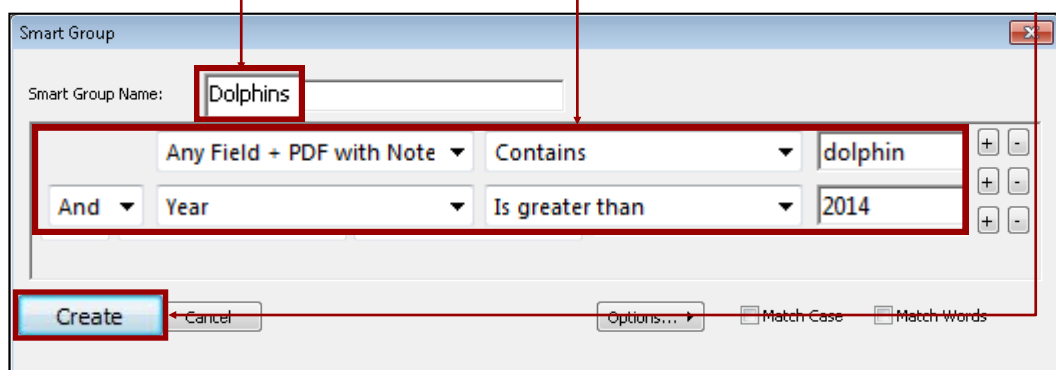 Smart Group
Smart Group Name: Dolphins
Any Field + PDF with Note Contains dolphin + -
And Year Is greater than 2014 + -
+ -
Create Cancel Options... Match Case Match Words